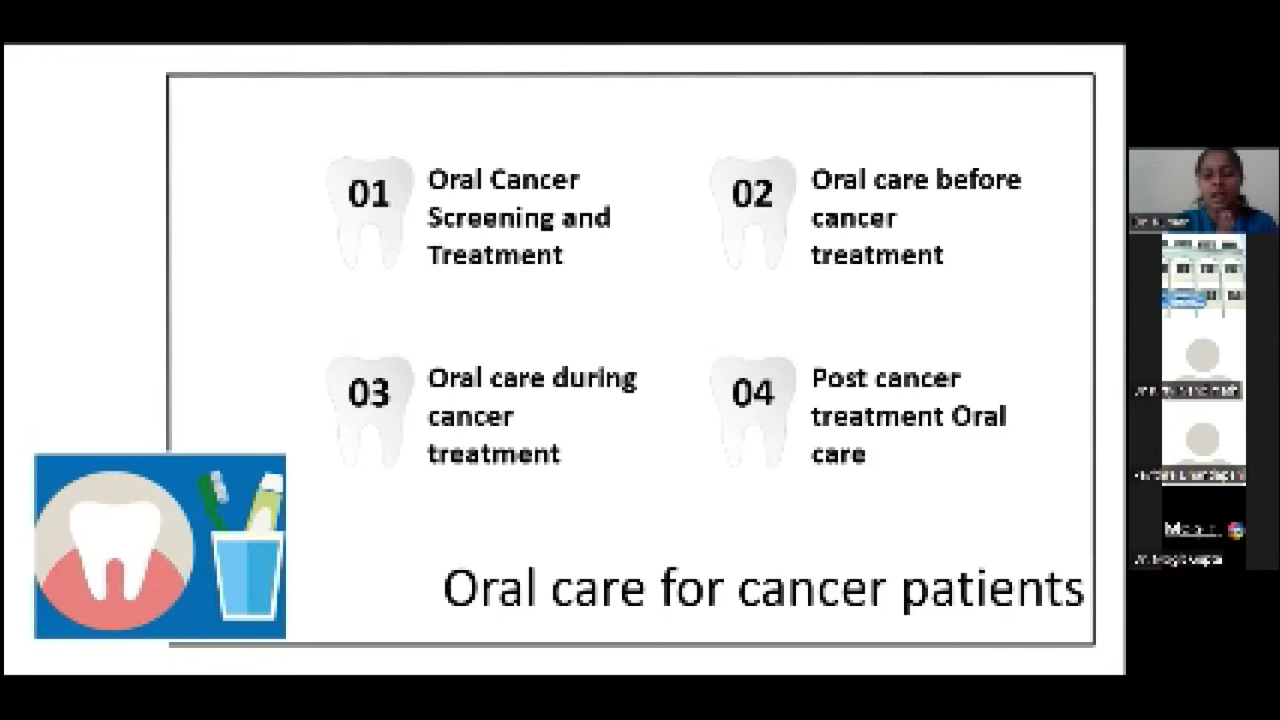 01
Oral Cancer
Screening and
Treatment
02
Oral care before
cancer
treatment
03
Oral care during
cancer
treatment
04
Post cancer
treatment Oral
care
Oral care for cancer patients
Gupta